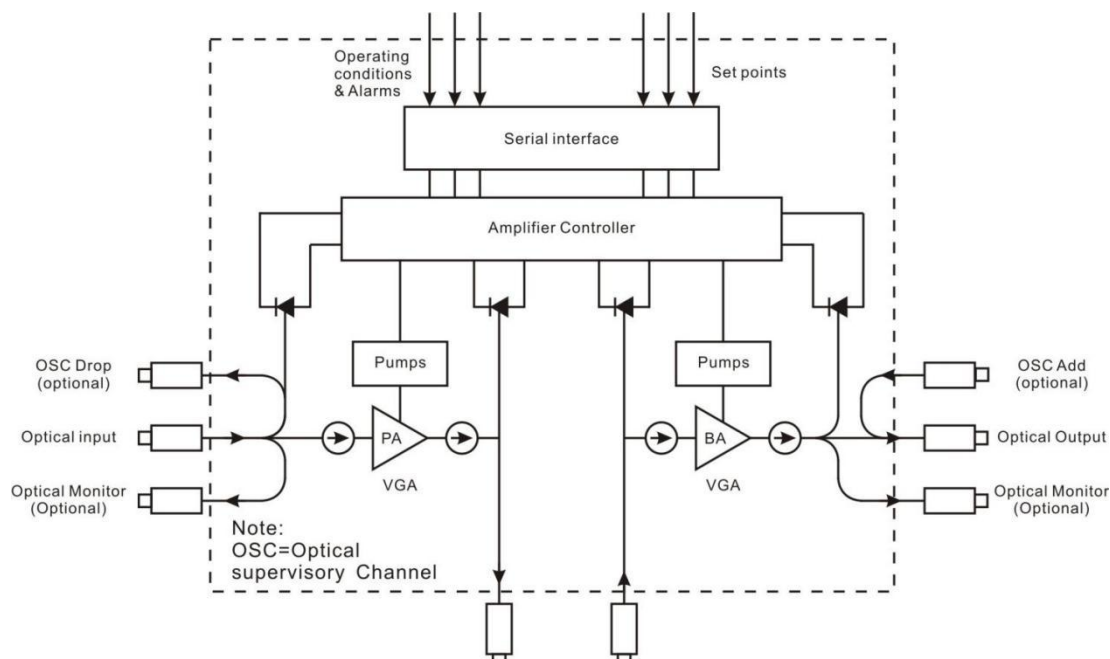 Operating
conditions
& Alarms
Set points
Serial interface
Amplifier Controller
Pumps
Pumps
OSC Drop
(optional)
OSC Add
(optional)
Optical input
PA
BA
Optical Output
VGA
VGA
Optical Monitor
(Optional)
Optical Monitor
(Optional)
Note:
OSC=Optical
supervisory Channel